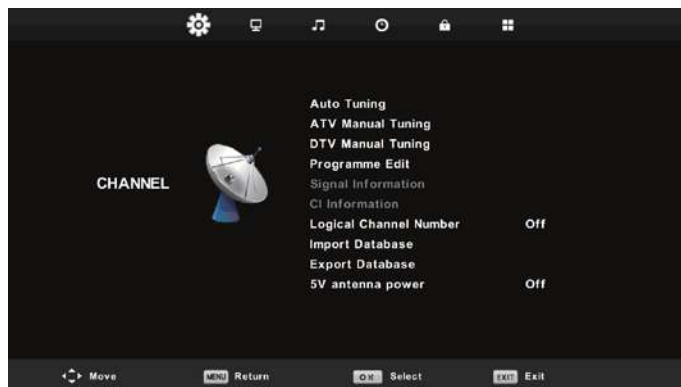 CHANNEL
Auto Tuning
ATV Manual Tuning
DTV Manual Tuning
Programme Edit
Signal Information
CI Information
Logical Channel Number Off
Import Database
Export Database
5V antenna power Off
Move MENU Return OK Select EXIT Exit